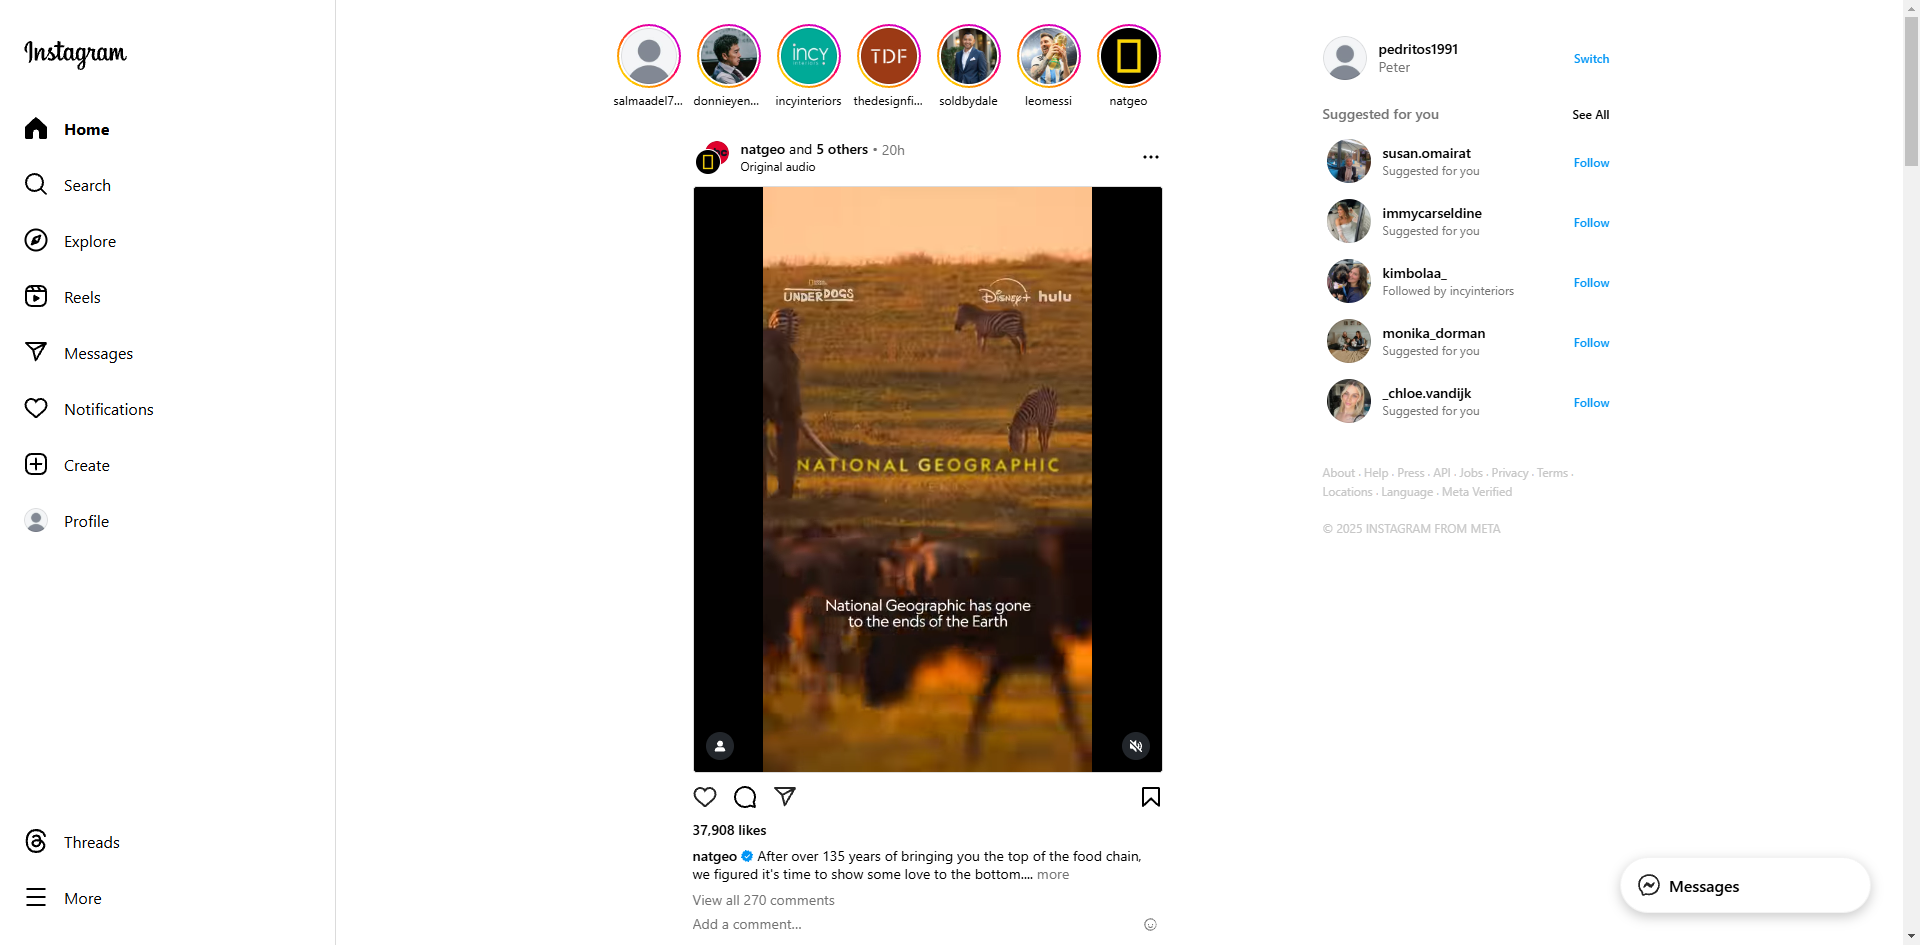 Instagram
Home
Search
Explore
Reels
Messages
Notifications
Create
Profile
Threads
More
incy
interiors
TDF
salmaadel7...
donnieyen...
incyinteriors
thedesignfi...
soldbydale
leomessi
natgeo
natgeo and 5 others • 20h
Original audio
UNDERDOGS
Disney+ hulu
NATIONAL GEOGRAPHIC
National Geographic has gone
to the ends of the Earth
37,908 likes
natgeo After over 135 years of bringing you the top of the food chain,
we figured it's time to show some love to the bottom.... more
View all 270 comments
Add a comment...
pedritos1991
Peter
Switch
Suggested for you
See All
susan.omairat
Suggested for you
Follow
immycarseldine
Suggested for you
Follow
kimbolaa_
Followed by incyinteriors
Follow
monika_dorman
Suggested for you
Follow
_chloe.vandijk
Suggested for you
Follow
About · Help · Press · API · Jobs · Privacy · Terms ·
Locations · Language · Meta Verified
© 2025 INSTAGRAM FROM META
Messages